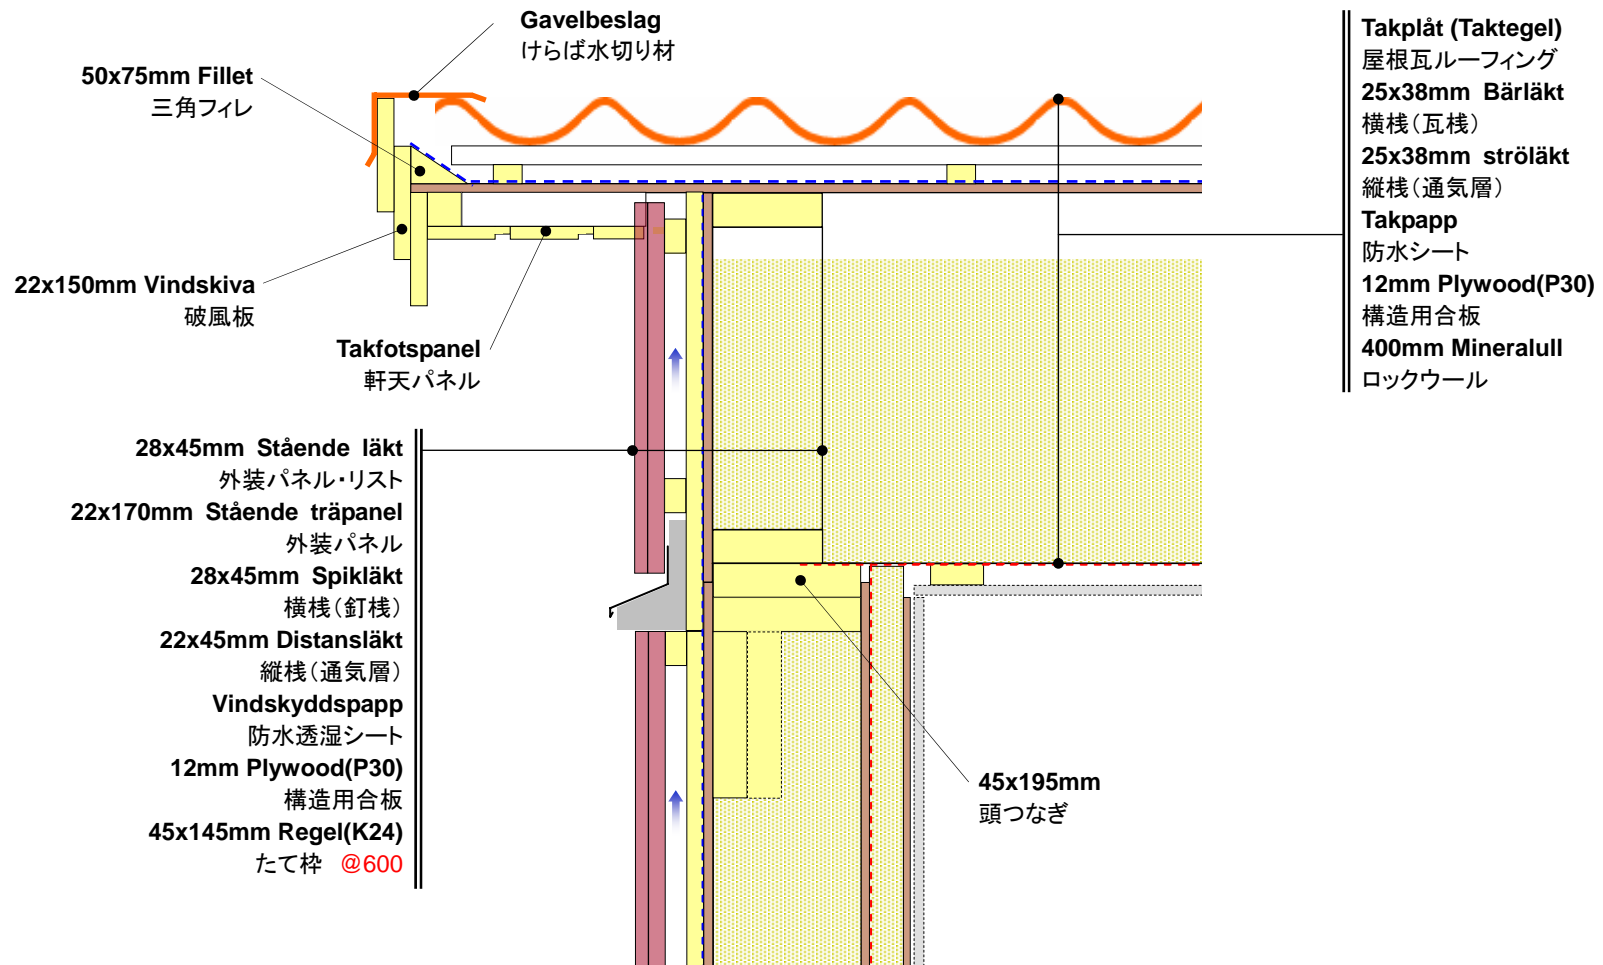 Gavelbeslag
けらば水切り材
50x75mm Fillet
三角フィレ
22x150mm Vindskiva
破風板
Takfotspanel
軒天パネル
28x45mm Stående läkt
外装パネル・リスト
22x170mm Stående träpanel
外装パネル
28x45mm Spikläkt
横桟（釘桟）
22x45mm Distansläkt
縦桟（通気層）
Vindskyddspapp
防水透湿シート
12mm Plywood(P30)
構造用合板
45x145mm Regel(K24)
たて枠 @600
45x195mm
頭つなぎ
Takplåt (Taktegel)
屋根瓦ルーフィング
25x38mm Bärläkt
横桟（瓦桟）
25x38mm ströläkt
縦桟（通気層）
Takpapp
防水シート
12mm Plywood(P30)
構造用合板
400mm Mineralull
ロックウール